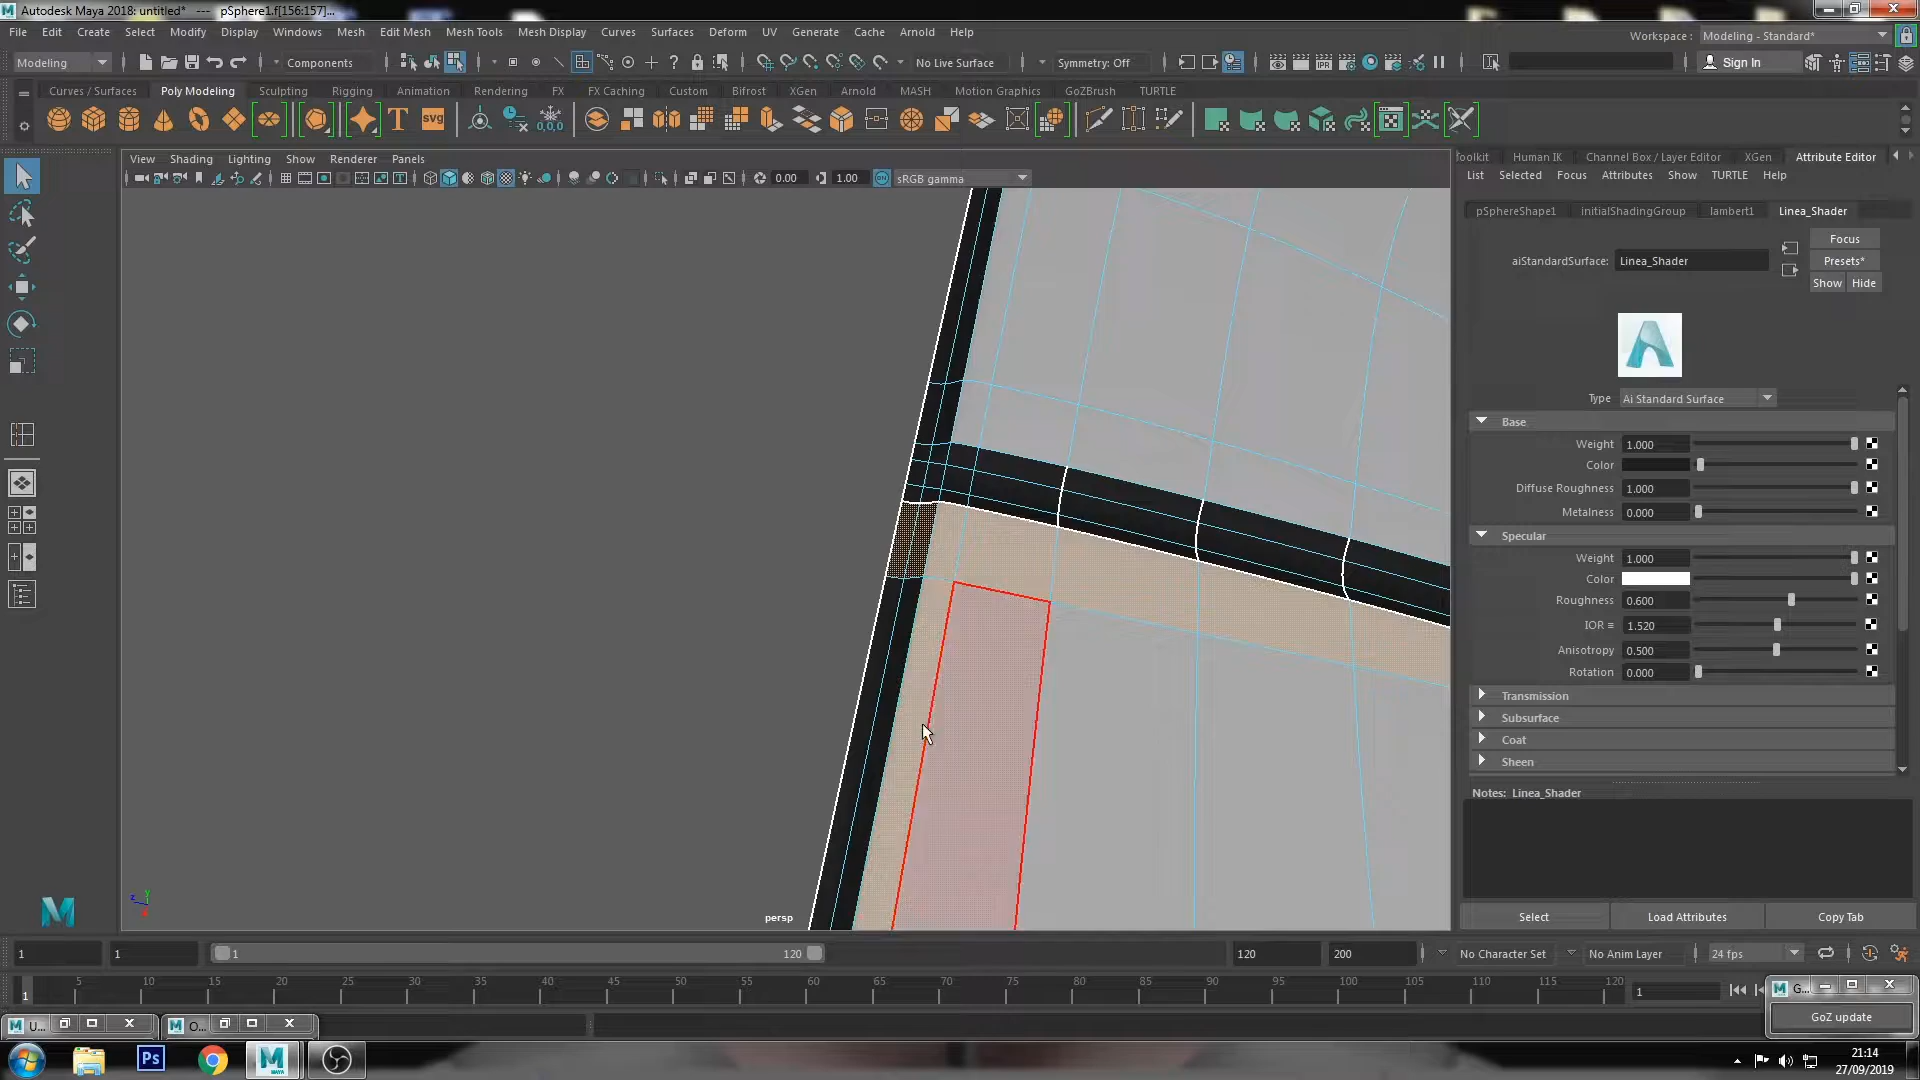 Autodesk Maya 2018: untitled*   ---   pSphere1.f[156:157]...
File Edit Create Select Modify Display Windows Mesh Edit Mesh Mesh Tools Mesh Display Curves Surfaces Deform UV Generate Cache Arnold Help
Workspace : Modeling - Standard*
Modeling Components No Live Surface Symmetry: Off Sign In
Curves / Surfaces Poly Modeling Sculpting Rigging Animation Rendering FX FX Caching Custom Bifrost XGen Arnold MASH Motion Graphics GoZBrush TURTLE
T SVG 0,0,0
View Shading Lighting Show Renderer Panels
0.00 1.00 ON sRGB gamma
oolkit Human IK Channel Box / Layer Editor XGen Attribute Editor
List Selected Focus Attributes Show TURTLE Help
pSphereShape1 initialShadingGroup lambert1 Linea_Shader
Focus
aiStandardSurface: Linea_Shader Presets*
Show Hide
Type Ai Standard Surface
Base
Weight 1.000
Color
Diffuse Roughness 1.000
Metalness 0.000
Specular
Weight 1.000
Color
Roughness 0.600
IOR = 1.520
Anisotropy 0.500
Rotation 0.000
Transmission
Subsurface
Coat
Sheen
Notes: Linea_Shader
Select Load Attributes Copy Tab
persp
1 1 1 120 120 200 No Character Set No Anim Layer 24 fps
5 10 15 20 25 30 35 40 45 50 55 60 65 70 75 80 85 90 95 100 105 110 115 120
1 1
G...
GoZ update
U... O...
Ps MAYA
21:14
27/09/2019